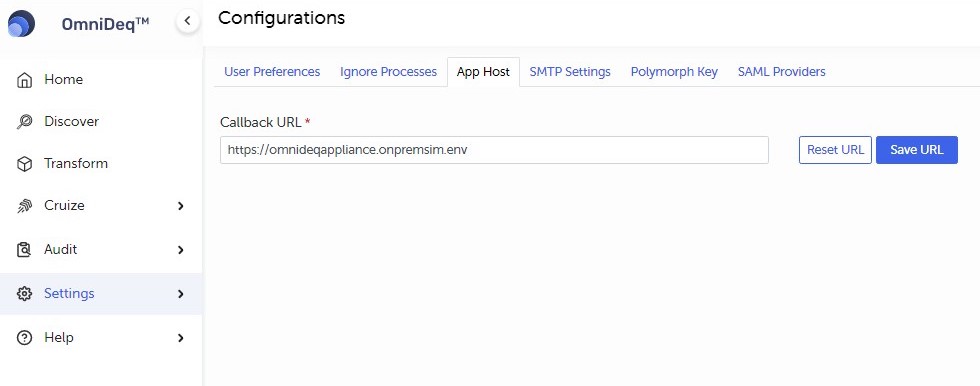 OmniDeq™
Configurations
Home
Discover
Transform
Cruize
Audit
Settings
Help
User Preferences
Ignore Processes
App Host
SMTP Settings
Polymorph Key
SAML Providers
Callback URL *
https://omnideqappliance.onpremsim.env
Reset URL
Save URL